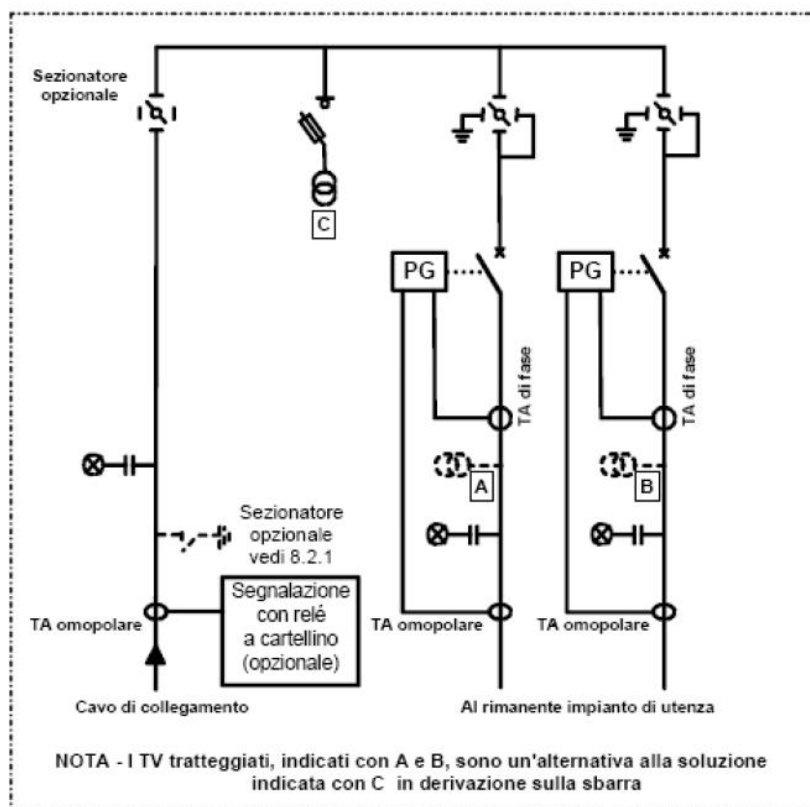 Sezionatore
opzionale
C
PG
PG
TA di fase
TA di fase
A
B
Sezionatore
opzionale
vedi 8.2.1
Segnalazione
con relé
a cartellino
(opzionale)
TA omopolare
TA omopolare
TA omopolare
Cavo di collegamento
Al rimanente impianto di utenza
NOTA - I TV tratteggiati, indicati con A e B, sono un'alternativa alla soluzione
indicata con C in derivazione sulla sbarra